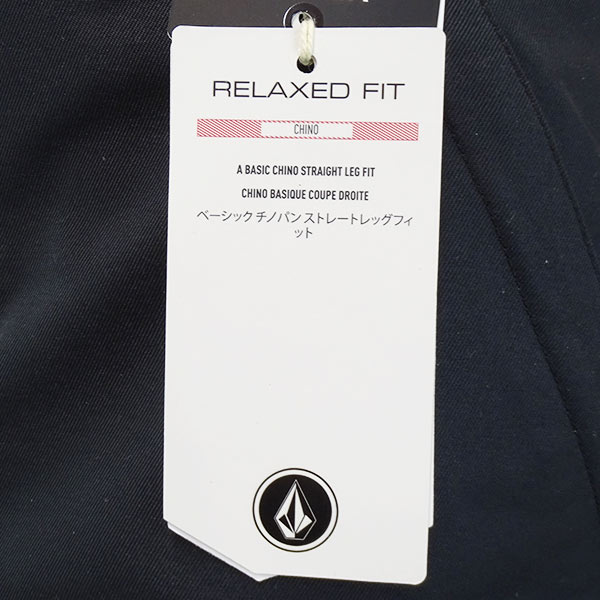 RELAXED FIT
CHINO
A BASIC CHINO STRAIGHT LEG FIT
CHINO BASIQUE COUPE DROITE
ベーシック チノパン ストレートレッグフィ
ット